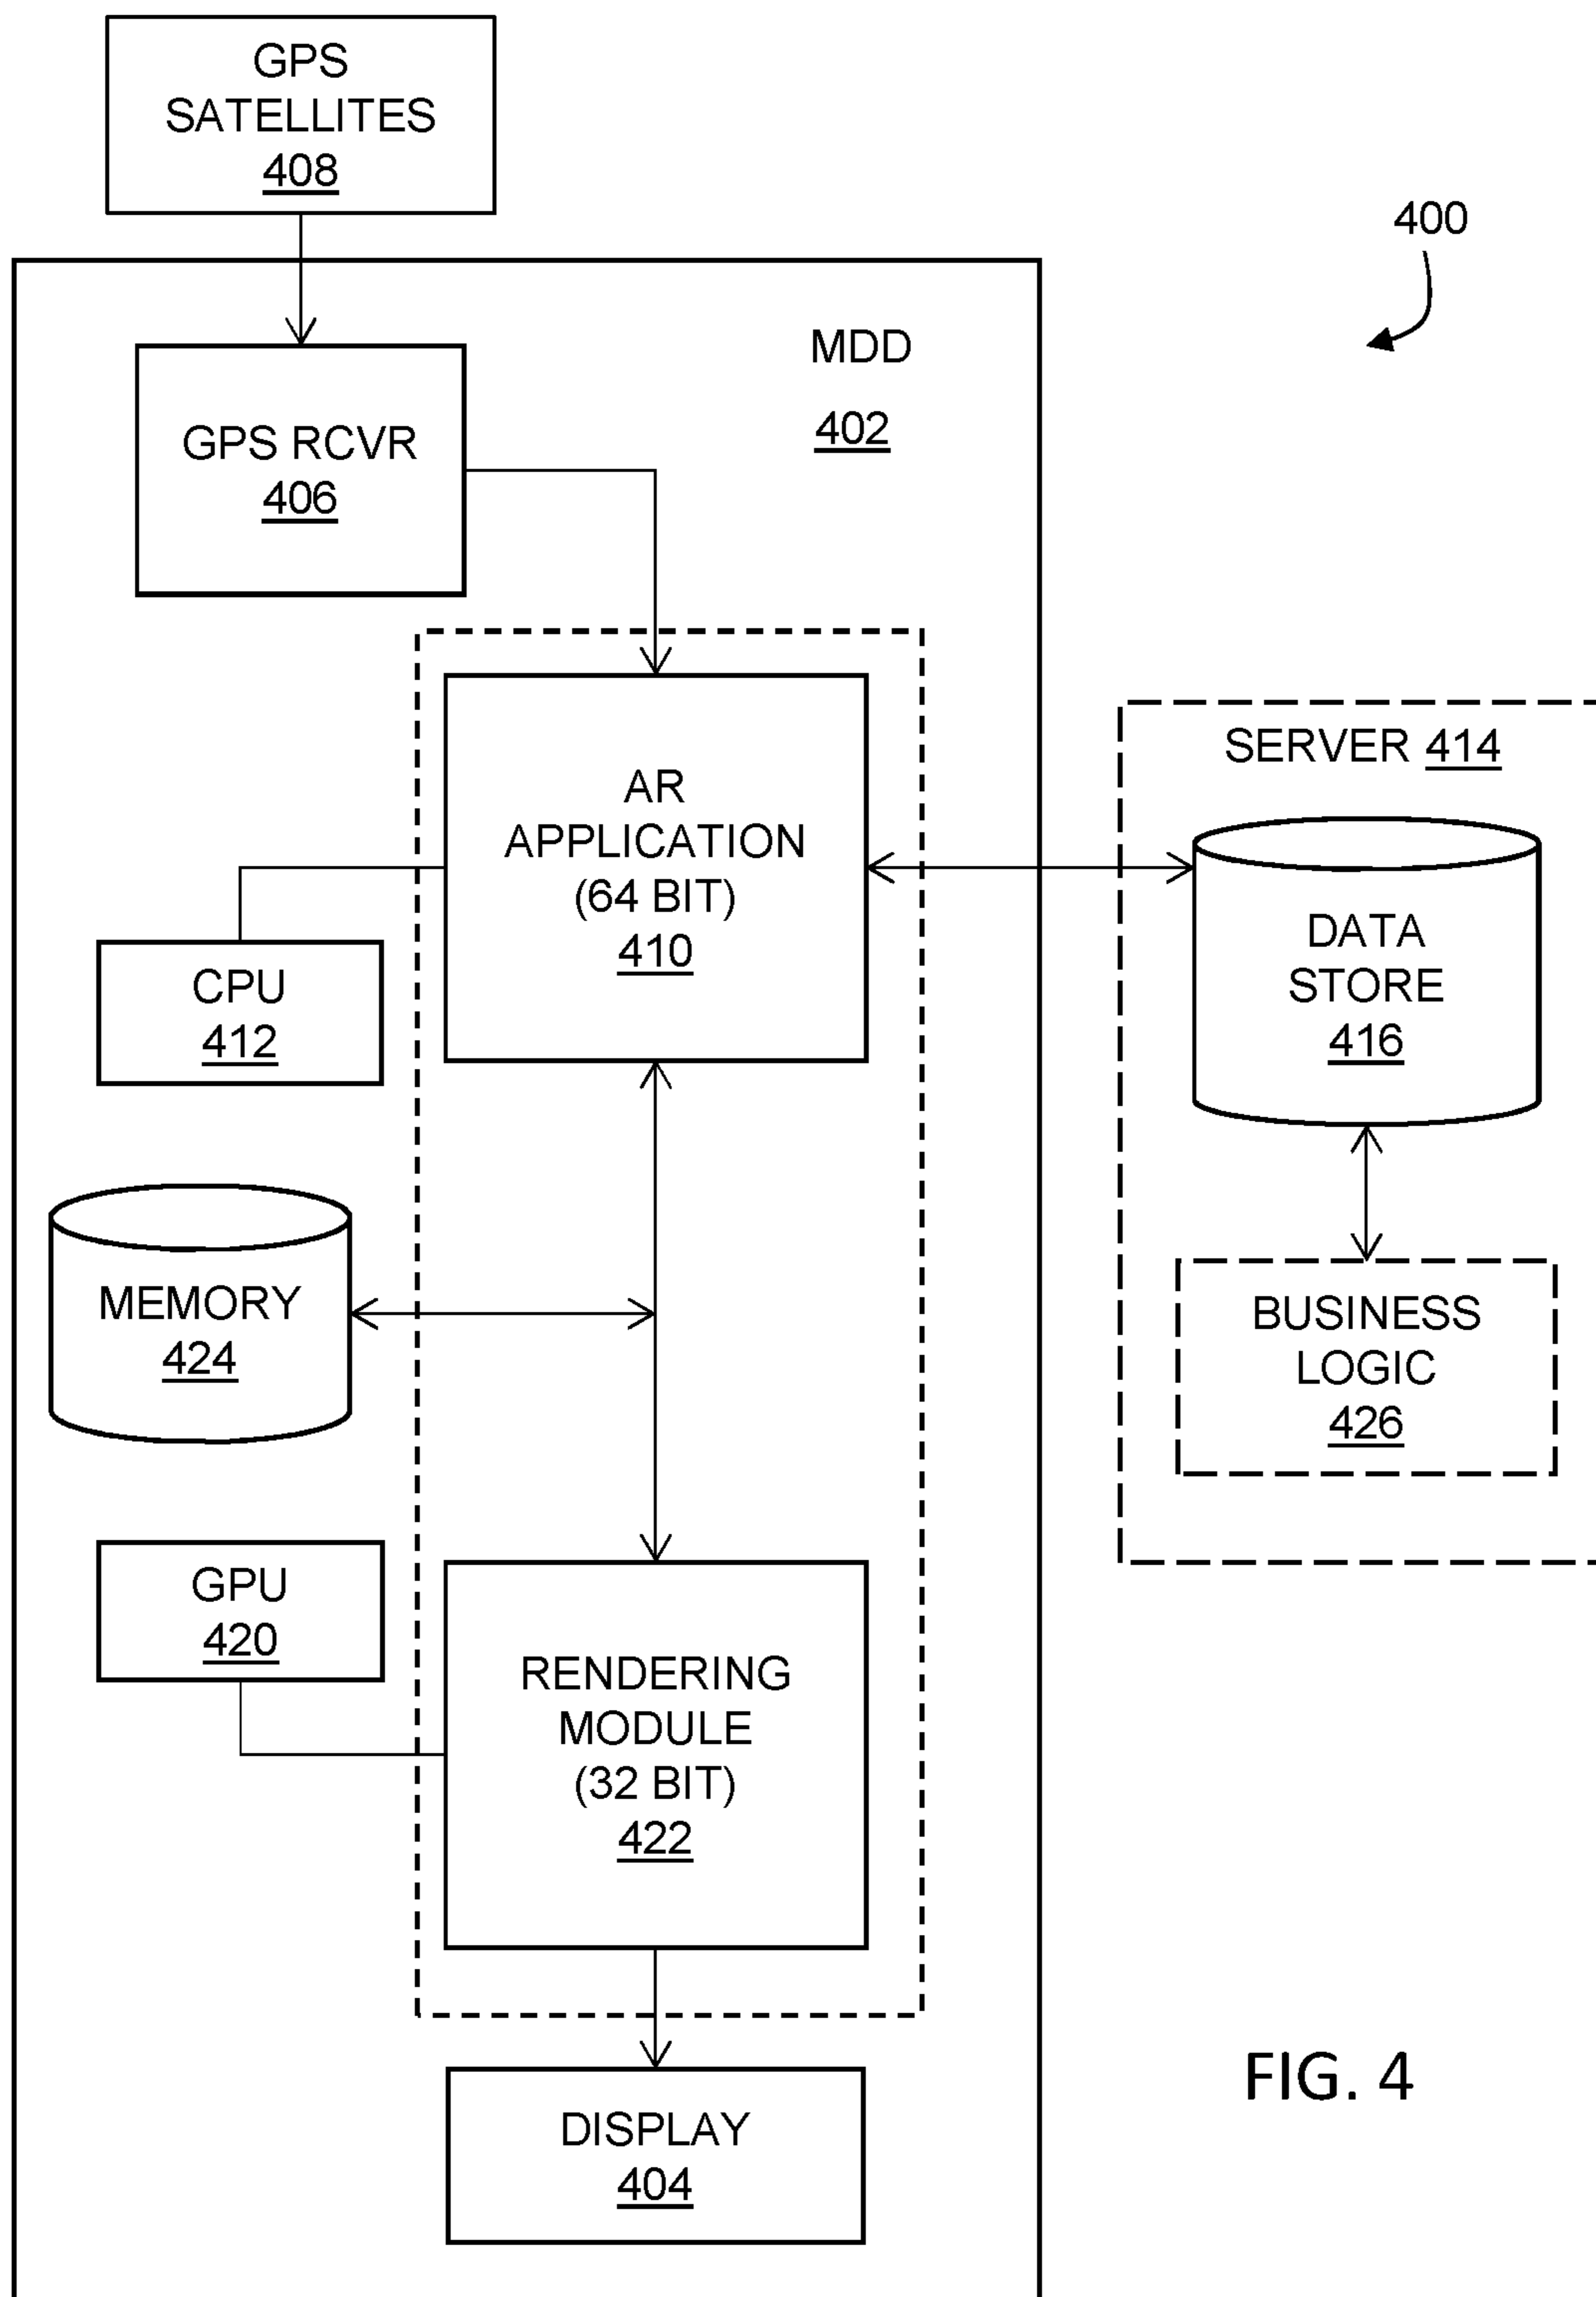 GPS
SATELLITES
408
400
MDD
402
GPS RCVR
406
SERVER 414
AR
APPLICATION
(64 BIT)
410
DATA
STORE
416
CPU
412
MEMORY
424
BUSINESS
LOGIC
426
GPU
420
RENDERING
MODULE
(32 BIT)
422
DISPLAY
404
FIG. 4